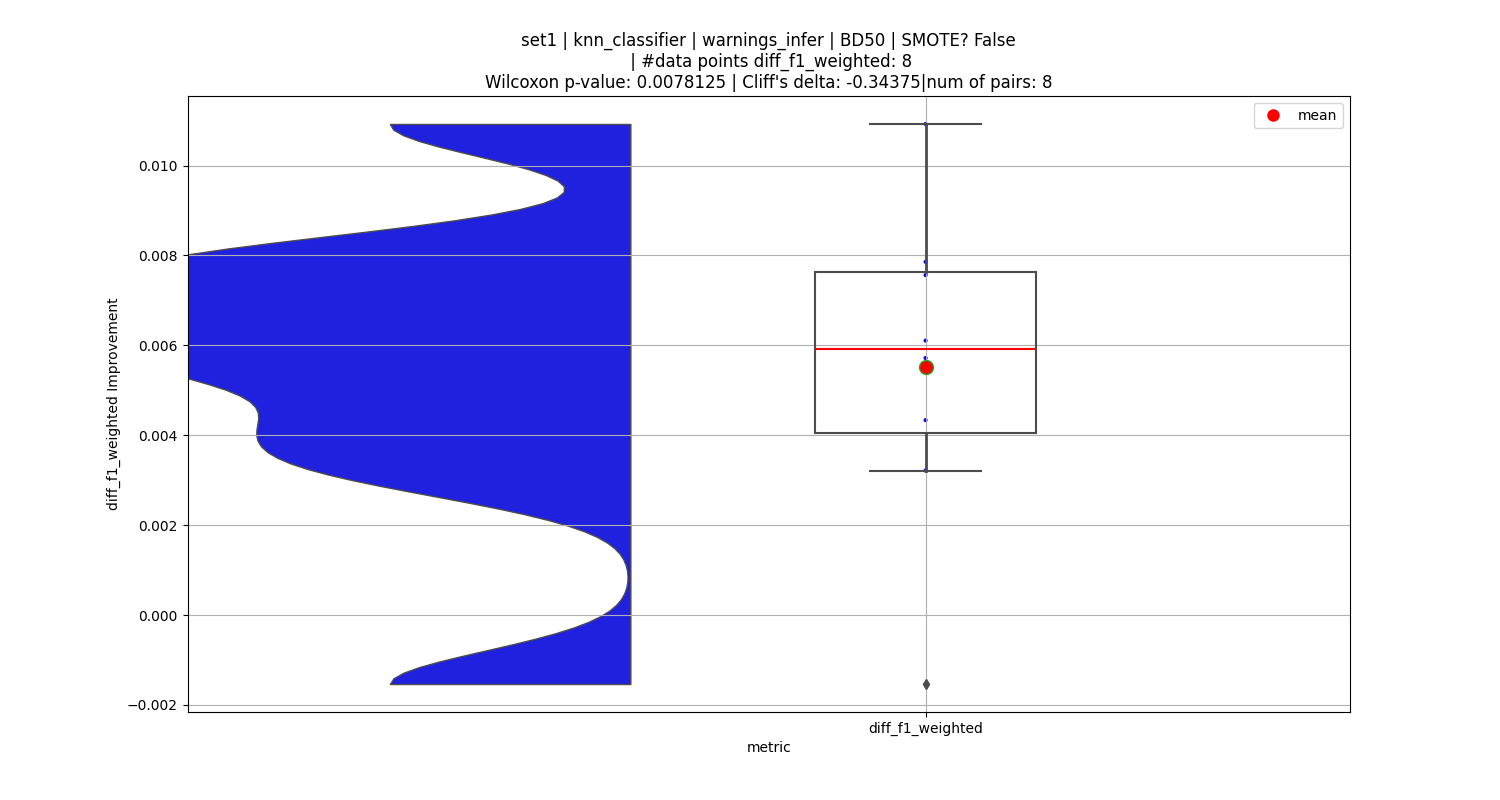 set1 | knn_classifier | warnings_infer | BD50 | SMOTE? False
| #data points diff_f1_weighted: 8
Wilcoxon p-value: 0.0078125 | Cliff's delta: -0.34375|num of pairs: 8
mean
0.010
0.008
0.006
0.004
0.002
0.000
−0.002
diff_f1_weighted Improvement
diff_f1_weighted
metric